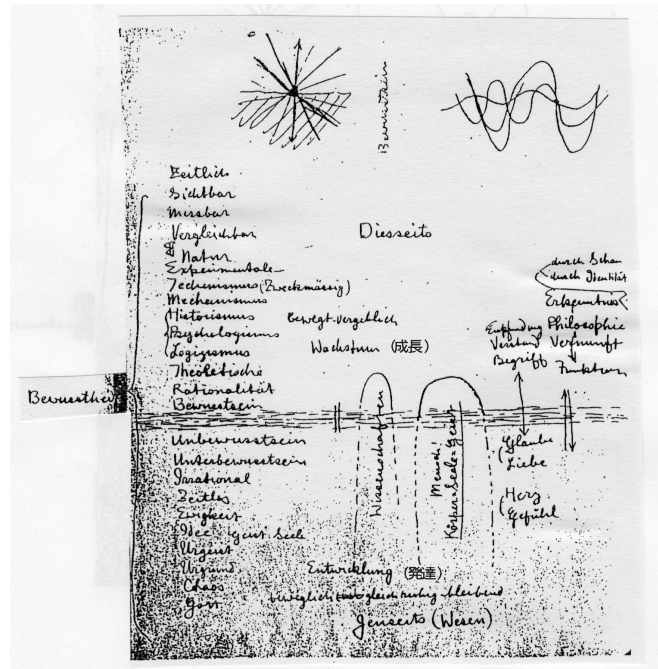 Bewusstsein
Zeitlich
Sichtbar
Messbar
Vergleichbar
Diesseits
Natur
Experimentale
durch Schau
durch Identität
Technismus (Zweckmässig)
Mechanismus
Erkenntnis
Historismus
Bewegt-vergeblich
Psychologismus
Empfindung Philosophie
Logizismus
Wachstum (成長)
Verstand Vernunft
Theoretische
Begriff Funktion
Rationalität
Bewusstheit
Bewusstsein
Unbewusstsein
Unterbewusstsein
Irrational
Zeitlos
Ewigkeit
Idee Geist Seele
Urgeist
Urgrund
Chaos
Gott
Wissenschaften
Mensch
Körper=Seele=Geist
Glaube
Liebe
Herz
Gefühl
Entwicklung (発達)
ruhig-bleibend
Jenseits (Wesen)